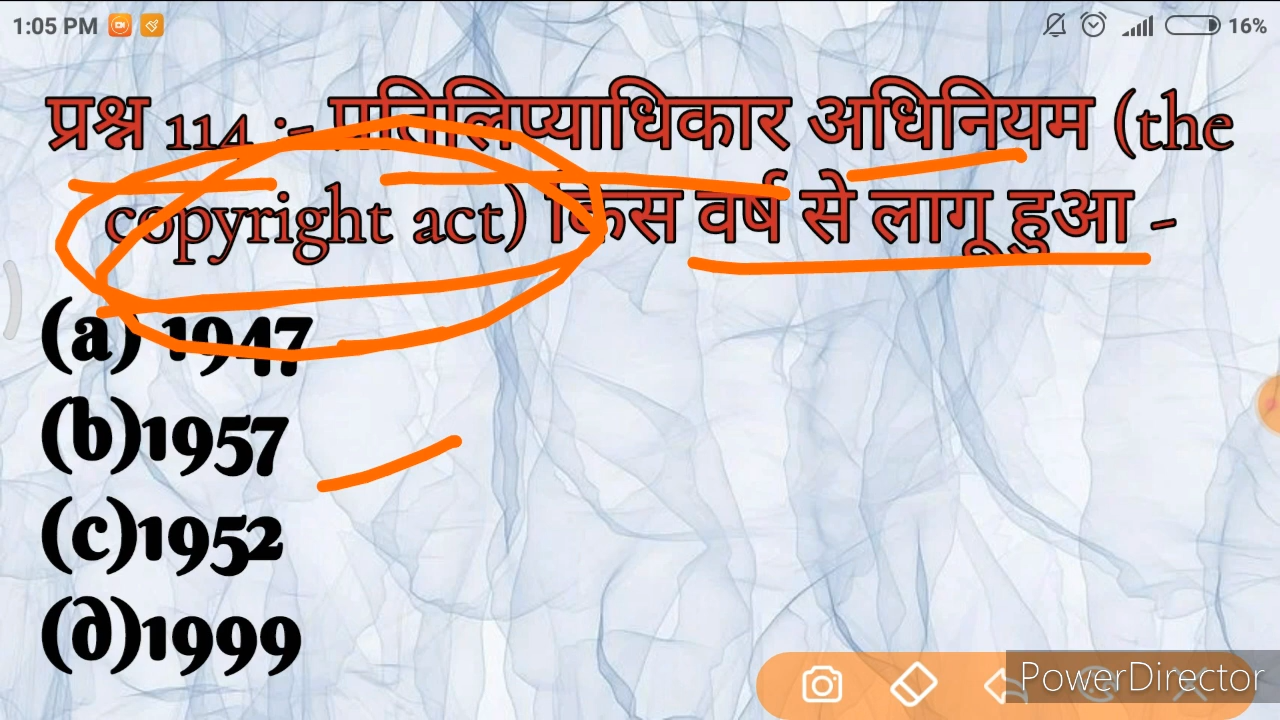 1:05 PM 16%
प्रश्न 114 :- प्रतिलिप्याधिकार अधिनियम (the
copyright act) किस वर्ष से लागू हुआ -
(a) 1947
(b)1957
(c)1952
(d)1999
PowerDirector